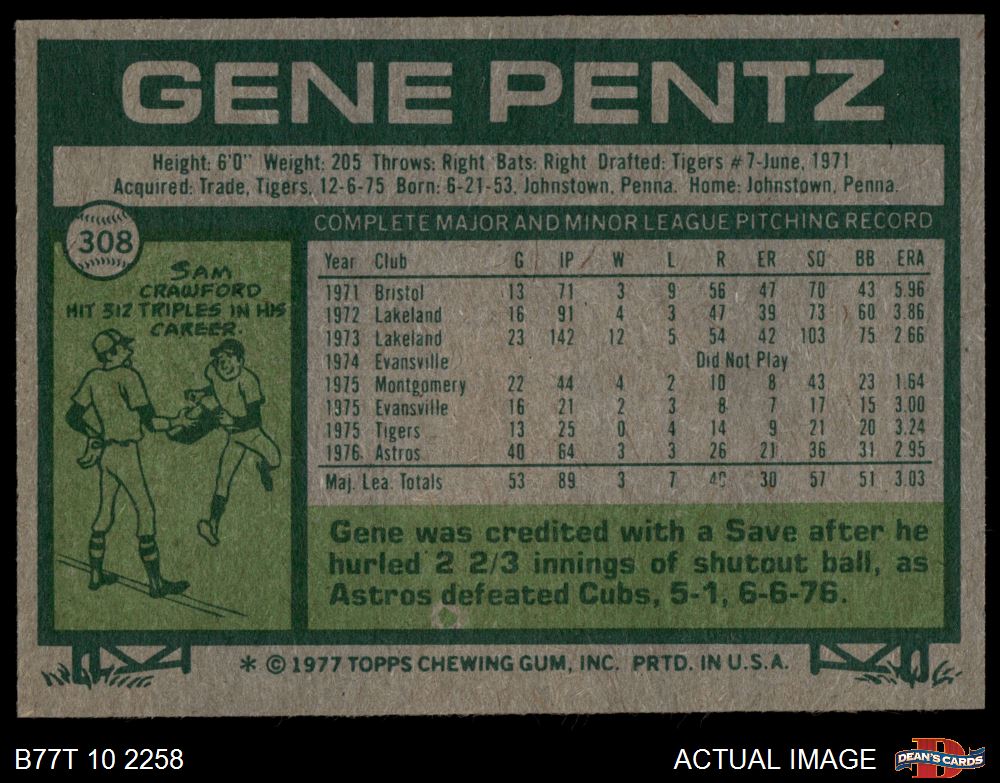 GENE PENTZ
Height: 6'0" Weight: 205 Throws: Right Bats: Right Drafted: Tigers #7-June, 1971
Acquired: Trade, Tigers, 12-6-75 Born: 6-21-53, Johnstown, Penna. Home: Johnstown, Penna.
308
SAM
CRAWFORD
HIT 312 TRIPLES IN HIS
CAREER.
COMPLETE MAJOR AND MINOR LEAGUE PITCHING RECORD
Year Club G IP W L R ER SO BB ERA
1971 Bristol 13 71 3 9 56 47 70 43 5.96
1972 Lakeland 16 91 4 3 47 39 73 60 3.86
1973 Lakeland 23 142 12 5 54 42 103 75 2.66
1974 Evansville Did Not Play
1975 Montgomery 22 44 4 2 10 8 43 23 1.64
1975 Evansville 16 21 2 3 8 7 17 15 3.00
1975 Tigers 13 25 0 4 14 9 21 20 3.24
1976 Astros 40 64 3 3 26 21 36 31 2.95
Maj. Lea. Totals 53 89 3 7 30 57 51 3.03
Gene was credited with a Save after he
hurled 2 2/3 innings of shutout ball, as
Astros defeated Cubs, 5-1, 6-6-76.
* © 1977 TOPPS CHEWING GUM, INC. PRTD. IN U.S.A.
B77T 10 2258
ACTUAL IMAGE
D
DEAN'S CARDS